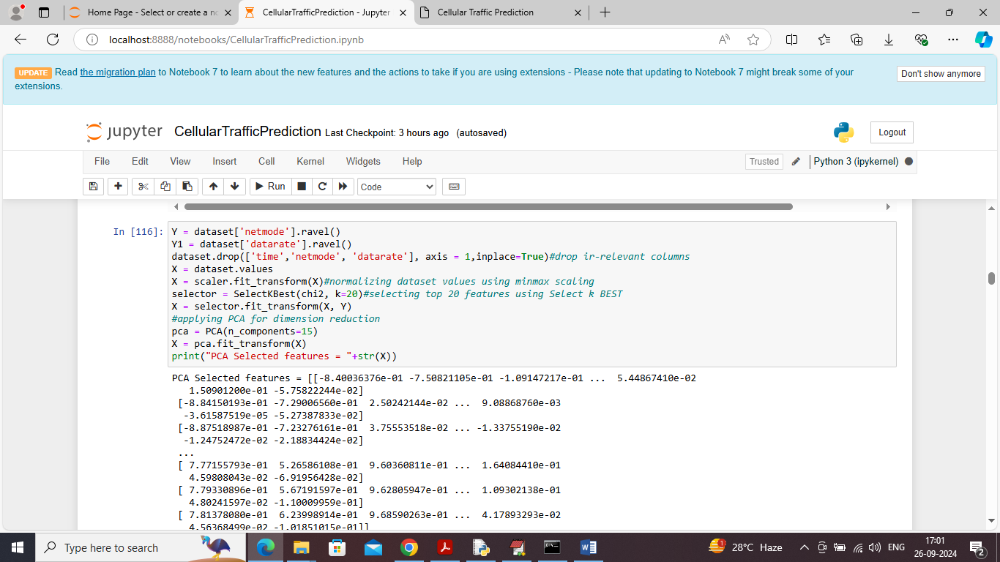 Home Page - Select or create a no
CellularTrafficPrediction - Jupyter
Cellular Traffic Prediction
localhost:8888/notebooks/CellularTrafficPrediction.ipynb
UPDATE Read the migration plan to Notebook 7 to learn about the new features and the actions to take if you are using extensions - Please note that updating to Notebook 7 might break some of your
extensions.
Don't show anymore
jupyter CellularTrafficPrediction Last Checkpoint: 3 hours ago (autosaved)
Logout
File Edit View Insert Cell Kernel Widgets Help
Trusted
Python 3 (ipykernel)
Run
Code
In [116]: Y = dataset['netmode'].ravel()
Y1 = dataset['datarate'].ravel()
dataset.drop(['time','netmode', 'datarate'], axis = 1,inplace=True)#drop ir-relevant columns
X = dataset.values
X = scaler.fit_transform(X)#normalizing dataset values using minmax scaling
selector = SelectKBest(chi2, k=20)#selecting top 20 features using Select k BEST
X = selector.fit_transform(X, Y)
#applying PCA for dimension reduction
pca = PCA(n_components=15)
X = pca.fit_transform(X)
print("PCA Selected features = "+str(X))
PCA Selected features = [[-8.40036376e-01 -7.50821105e-01 -1.09147217e-01 ... 5.44867410e-02
1.50901200e-01 -5.75822244e-02]
[-8.84150193e-01 -7.29006560e-01 2.50242144e-02 ... 9.08868760e-03
-3.61587519e-05 -5.27387833e-02]
[-8.87518987e-01 -7.23276161e-01 3.75553518e-02 ... -1.33755190e-02
-1.24752472e-02 -2.18834424e-02]
...
[ 7.77155793e-01 5.26586108e-01 9.60360811e-01 ... 1.64084410e-01
4.59808043e-02 -6.91956428e-02]
[ 7.79330896e-01 5.67191597e-01 9.62805947e-01 ... 1.09302138e-01
4.80241597e-02 -1.10009959e-01]
[ 7.81378080e-01 6.23998914e-01 9.68590263e-01 ... 4.17893293e-02
4.56368499e-02 -1.01851015e-01]]
Type here to search
1
28°C Haze
ENG
17:01
26-09-2024
2